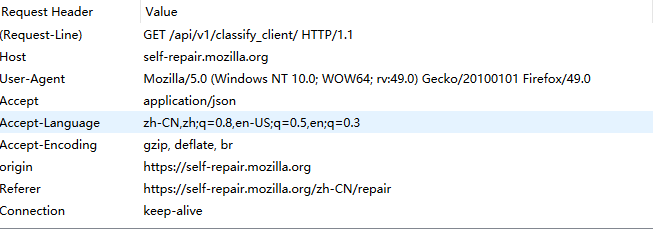 Request Header Value
(Request-Line) GET /api/v1/classify_client/ HTTP/1.1
Host self-repair.mozilla.org
User-Agent Mozilla/5.0 (Windows NT 10.0; WOW64; rv:49.0) Gecko/20100101 Firefox/49.0
Accept application/json
Accept-Language zh-CN,zh;q=0.8,en-US;q=0.5,en;q=0.3
Accept-Encoding gzip, deflate, br
origin https://self-repair.mozilla.org
Referer https://self-repair.mozilla.org/zh-CN/repair
Connection keep-alive